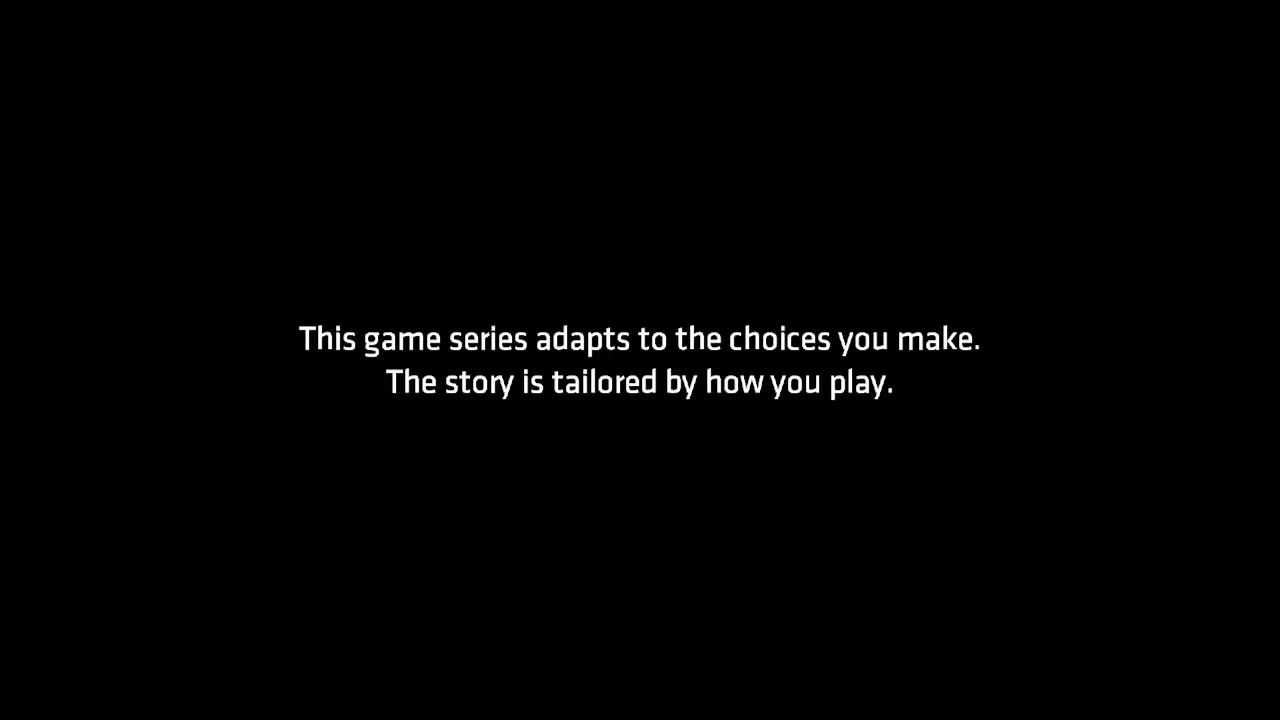 This game series adapts to the choices you make.
The story is tailored by how you play.